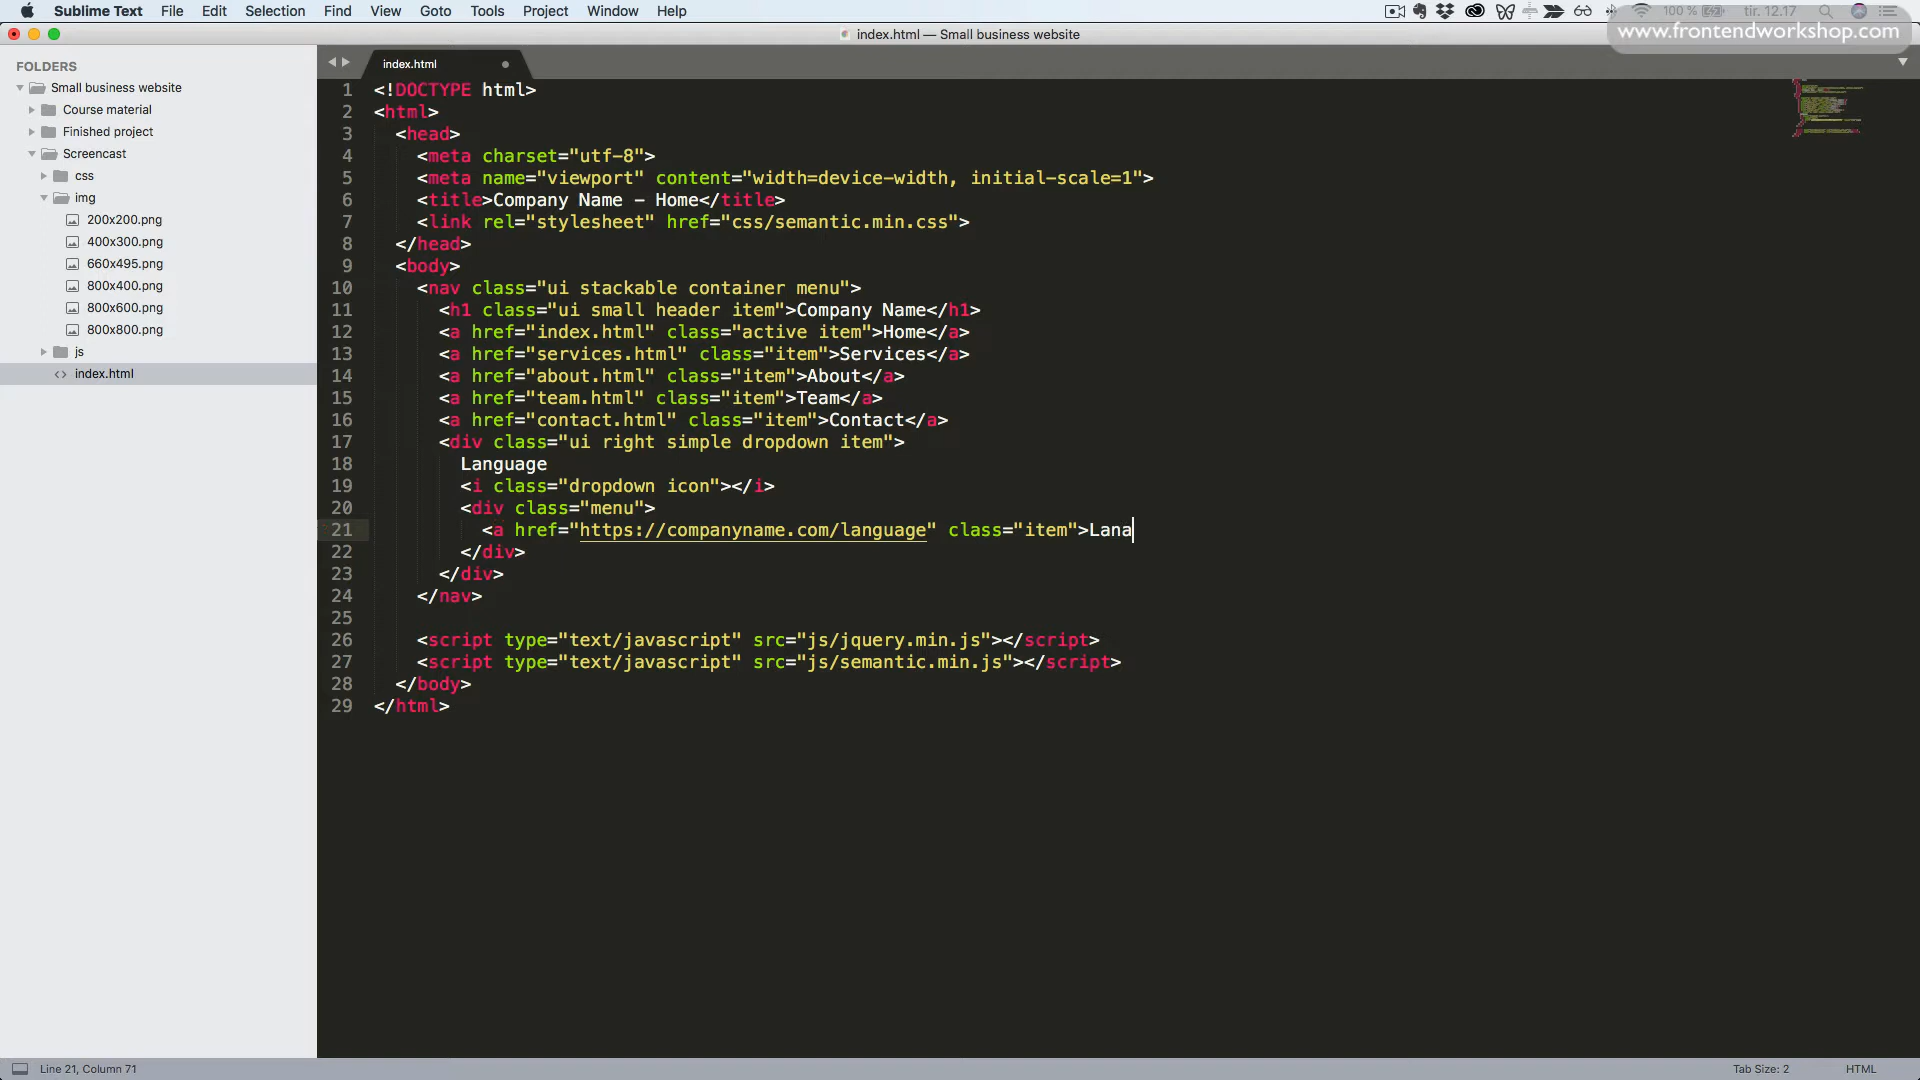 Sublime Text File Edit Selection Find View Goto Tools Project Window Help 100 % tir. 12.17
www.frontendworkshop.com
index.html — Small business website
FOLDERS
Small business website
Course material
Finished project
Screencast
css
img
200x200.png
400x300.png
660x495.png
800x400.png
800x600.png
800x800.png
js
index.html
index.html
1 <!DOCTYPE html>
2 <html>
3 <head>
4 <meta charset="utf-8">
5 <meta name="viewport" content="width=device-width, initial-scale=1">
6 <title>Company Name - Home</title>
7 <link rel="stylesheet" href="css/semantic.min.css">
8 </head>
9 <body>
10 <nav class="ui stackable container menu">
11 <h1 class="ui small header item">Company Name</h1>
12 <a href="index.html" class="active item">Home</a>
13 <a href="services.html" class="item">Services</a>
14 <a href="about.html" class="item">About</a>
15 <a href="team.html" class="item">Team</a>
16 <a href="contact.html" class="item">Contact</a>
17 <div class="ui right simple dropdown item">
18 Language
19 <i class="dropdown icon"></i>
20 <div class="menu">
21 <a href="https://companyname.com/language" class="item">Lana
22 </div>
23 </div>
24 </nav>
25
26 <script type="text/javascript" src="js/jquery.min.js"></script>
27 <script type="text/javascript" src="js/semantic.min.js"></script>
28 </body>
29 </html>
Line 21, Column 71 Tab Size: 2 HTML